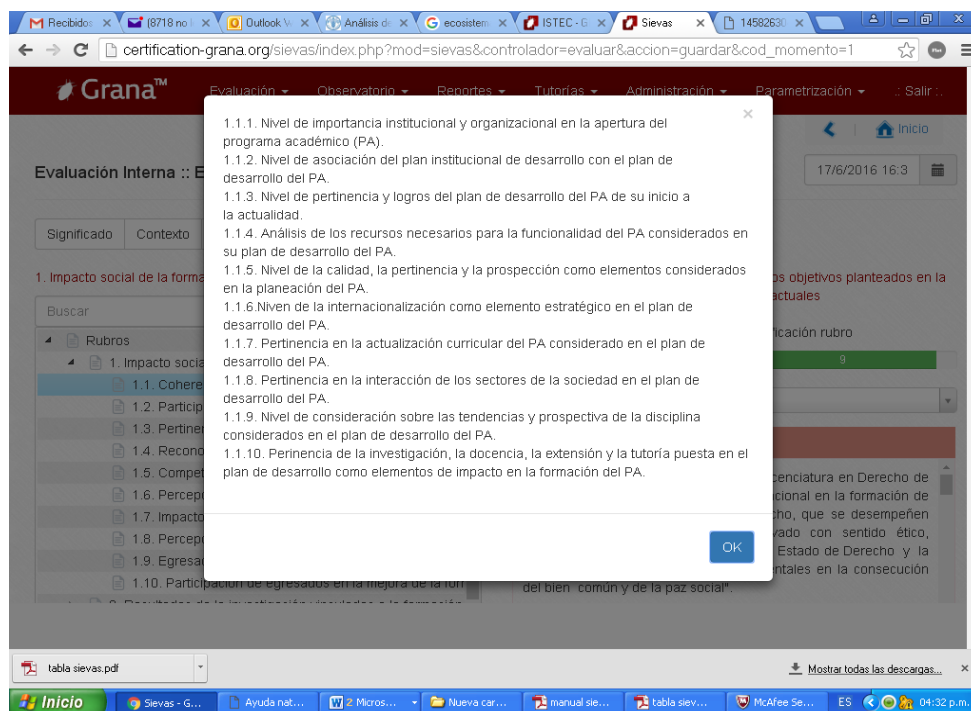 Recibidos
(8718 no l
Outlook W
Análisis de
ecosistem
ISTEC - G
Sievas
14582630
certification-grana.org/sievas/index.php?mod=sievas&controlador=evaluar&accion=guardar&cod_momento=1
Grana™
Evaluación
Observatorio
Reportes
Tutorías
Administración
Parametrización
.: Salir :.
Inicio
Evaluación Interna :: E
17/6/2016 16:3
Significado
Contexto
1. Impacto social de la forma
os objetivos planteados en la
actuales
Buscar
ificación rubro
9
Rubros
1. Impacto socia
1.1. Cohere
1.2. Particip
1.3. Pertiner
1.4. Recono
1.5. Compet
1.6. Percepc
1.7. Impacto
1.8. Percepc
1.9. Egresad
1.10. Participación de egresados en la mejora de la forr
2. Resultados de la investigación vinculados a la formación
1.1.1. Nivel de importancia institucional y organizacional en la apertura del
programa académico (PA).
1.1.2. Nivel de asociación del plan institucional de desarrollo con el plan de
desarrollo del PA.
1.1.3. Nivel de pertinencia y logros del plan de desarrollo del PA de su inicio a
la actualidad.
1.1.4. Análisis de los recursos necesarios para la funcionalidad del PA considerados en
su plan de desarrollo del PA.
1.1.5. Nivel de la calidad, la pertinencia y la prospección como elementos considerados
en la planeación del PA.
1.1.6.Niven de la internacionalización como elemento estratégico en el plan de
desarrollo del PA.
1.1.7. Pertinencia en la actualización curricular del PA considerado en el plan de
desarrollo del PA.
1.1.8. Pertinencia en la interacción de los sectores de la sociedad en el plan de
desarrollo del PA.
1.1.9. Nivel de consideración sobre las tendencias y prospectiva de la disciplina
considerados en el plan de desarrollo del PA.
1.1.10. Perinencia de la investigación, la docencia, la extensión y la tutoría puesta en el
plan de desarrollo como elementos de impacto en la formación del PA.
OK
cenciatura en Derecho de
cional en la formación de
cho, que se desempeñen
vado con sentido ético,
Estado de Derecho y la
entales en la consecución
del bien común y de la paz social".
tabla sievas.pdf
Mostrar todas las descargas...
Inicio
Sievas - G...
Ayuda nat...
2 Micros...
Nueva car...
manual sie...
tabla siev...
McAfee Se...
ES
04:32 p.m.